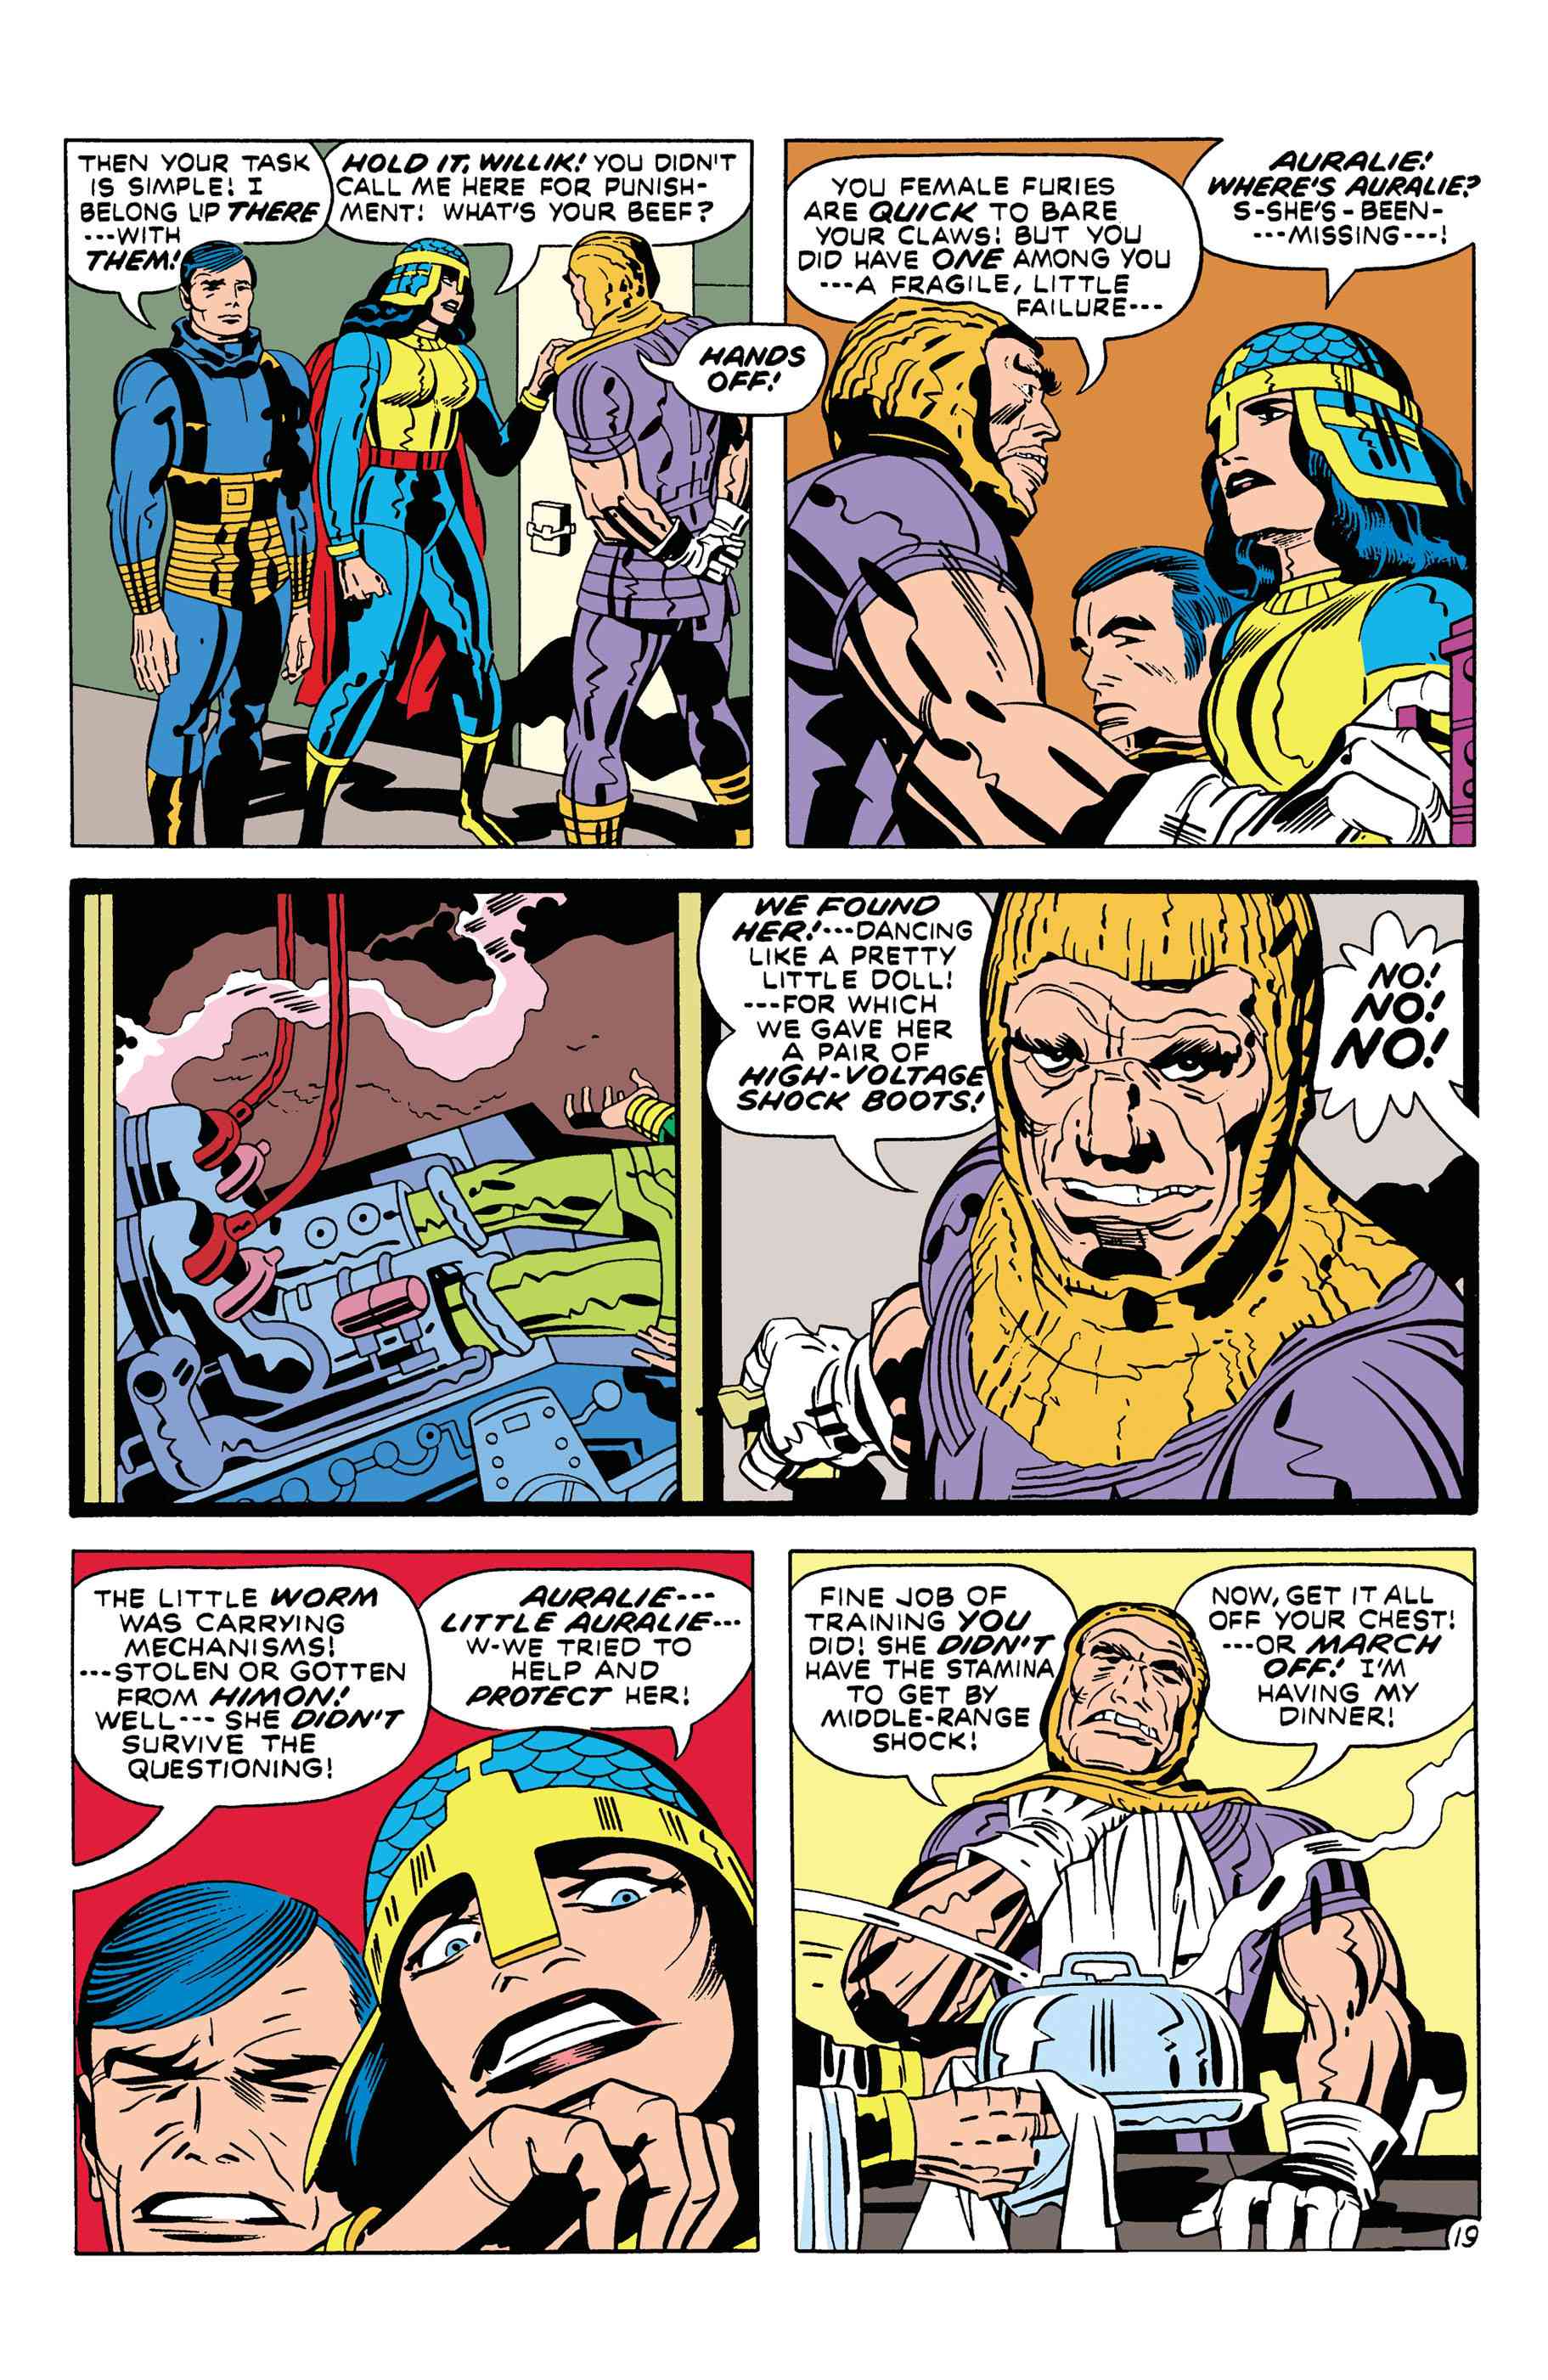 THEN YOUR TASK
IS SIMPLE! I
BELONG UP THERE
---WITH
THEM!
HOLD IT, WILLIK! YOU DIDN'T
CALL ME HERE FOR PUNISH-
MENT! WHAT'S YOUR BEEF?
HANDS
OFF!
YOU FEMALE FURIES
ARE QUICK TO BARE
YOUR CLAWS! BUT YOU
DID HAVE ONE AMONG YOU
---A FRAGILE, LITTLE
FAILURE---
AURALIE!
WHERE'S AURALIE?
S-SHE'S-BEEN-
---MISSING---!
WE FOUND
HER!---DANCING
LIKE A PRETTY
LITTLE DOLL!
---FOR WHICH
WE GAVE HER
A PAIR OF
HIGH-VOLTAGE
SHOCK BOOTS!
NO!
NO!
NO!
THE LITTLE WORM
WAS CARRYING
MECHANISMS!
---STOLEN OR GOTTEN
FROM HIMON!
WELL--- SHE DIDN'T
SURVIVE THE
QUESTIONING!
AURALIE---
LITTLE AURALIE---
W-WE TRIED TO
HELP AND
PROTECT HER!
FINE JOB OF
TRAINING YOU
DID! SHE DIDN'T
HAVE THE STAMINA
TO GET BY
MIDDLE-RANGE
SHOCK!
NOW, GET IT ALL
OFF YOUR CHEST!
---OR MARCH
OFF! I'M
HAVING MY
DINNER!
19